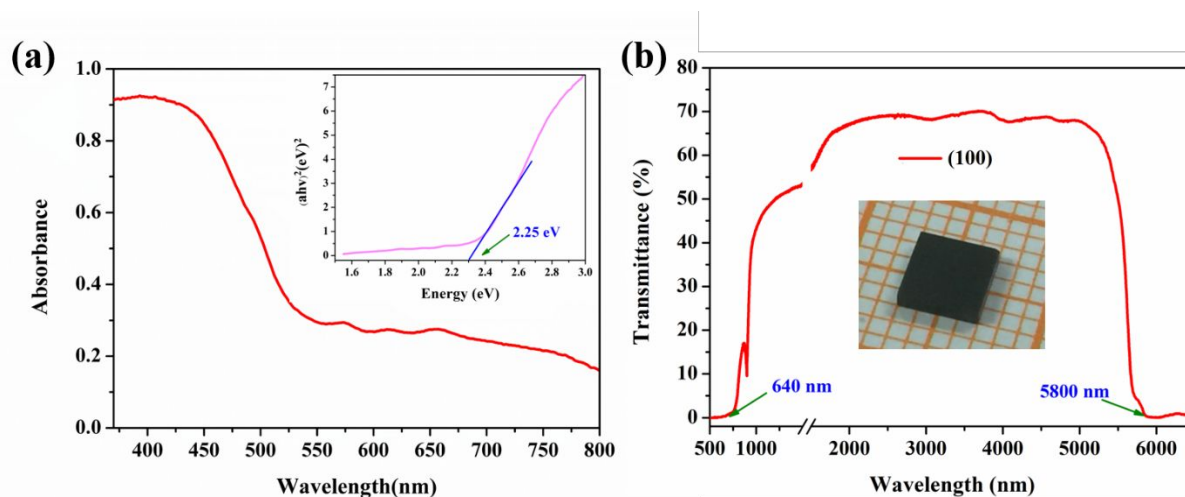 (a)
1.0
0.8
0.6
0.4
0.2
0.0
Absorbance
400 450 500 550 600 650 700 750 800
Wavelength(nm)
7
6
5
4
3
2
1
0
(ahv)²(eV)²
2.25 eV
1.6 1.8 2.0 2.2 2.4 2.6 2.8 3.0
Energy (eV)
(b)
80
70
60
50
40
30
20
10
0
Transmittance (%)
(100)
640 nm
5800 nm
500 1000 2000 3000 4000 5000 6000
Wavelength (nm)